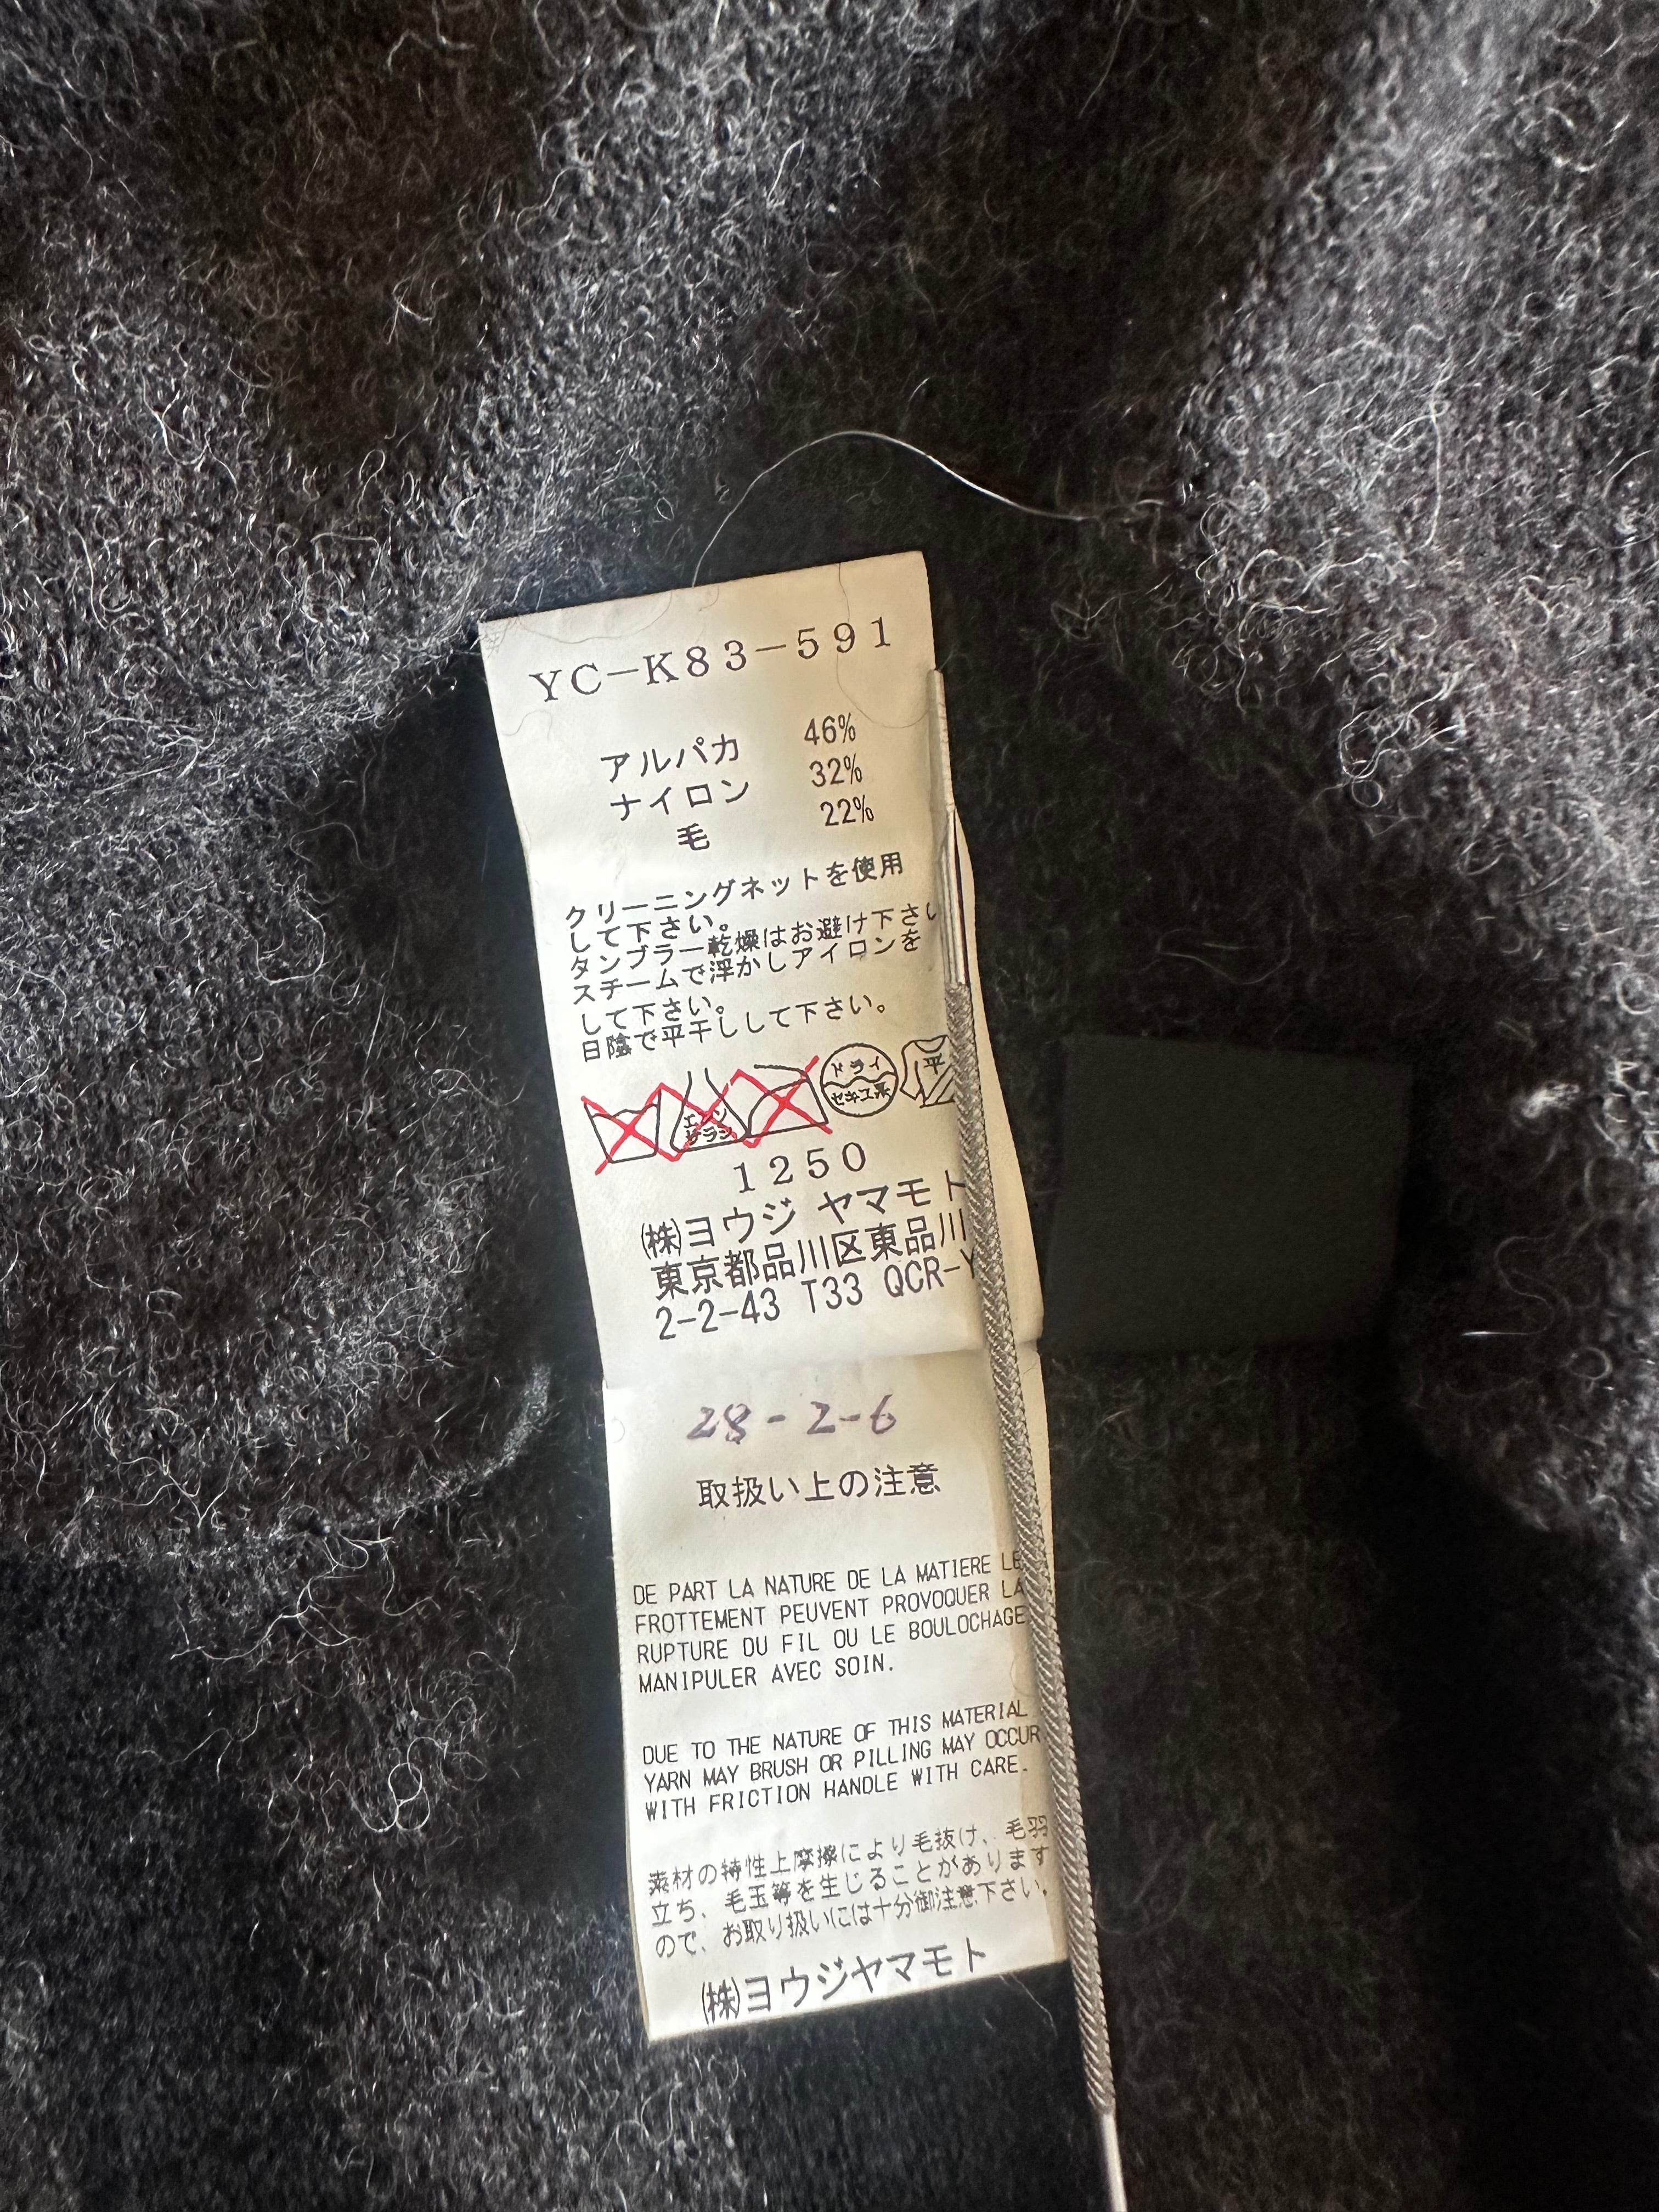 YC-K83-591
アルパカ 46%
ナイロン 32%
毛 22%
クリーニングネットを使用
して下さい。
タンブラー乾燥はお避け下さい
スチームで浮かしアイロンを
して下さい。
日陰で平干しして下さい。
エンソ
サラシ
ドライ
セキユ系
平
1250
㈱ヨウジ ヤマモト
東京都品川区東品川
2-2-43 T33 QCR-Y
28-2-6
取扱い上の注意
DE PART LA NATURE DE LA MATIERE LE
FROTTEMENT PEUVENT PROVOQUER LA
RUPTURE DU FIL OU LE BOULOCHAGE
MANIPULER AVEC SOIN.
DUE TO THE NATURE OF THIS MATERIAL
YARN MAY BRUSH OR PILLING MAY OCCUR
WITH FRICTION HANDLE WITH CARE.
素材の特性上摩擦により毛抜け、毛羽
立ち、毛玉等を生じることがあります
ので、お取り扱いには十分御注意下さい。
㈱ヨウジヤマモト